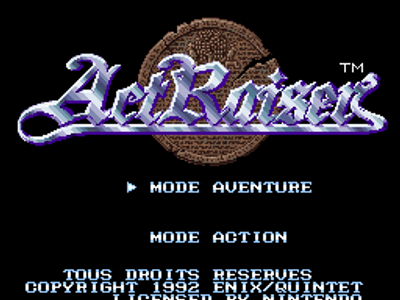 ActRaiser TM
MODE AVENTURE
MODE ACTION
TOUS DROITS RESERVES
COPYRIGHT 1992 ENIX/QUINTET
LICENSED BY NINTENDO